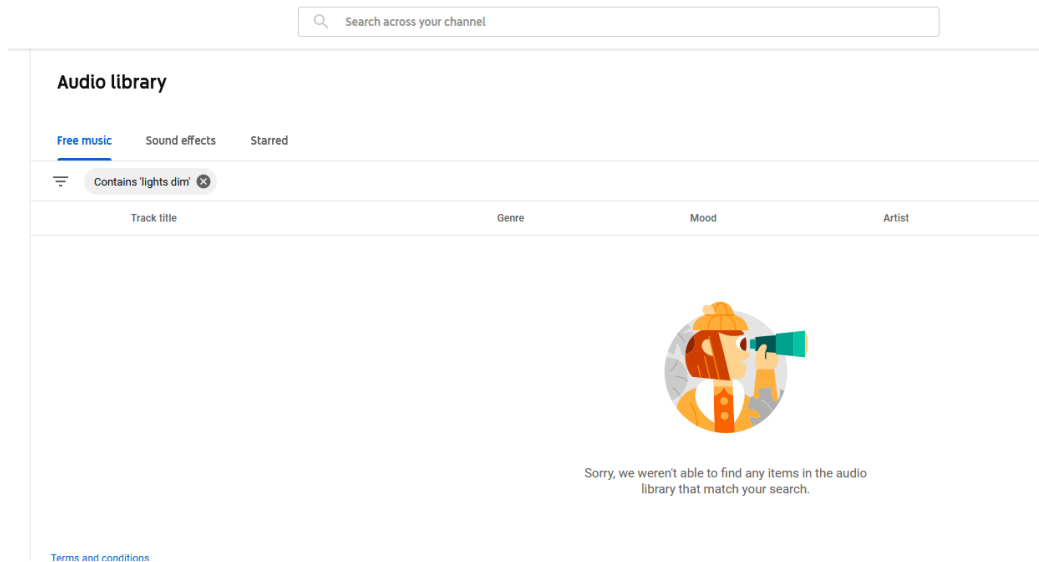 Search across your channel
Audio library
Free music Sound effects Starred
Contains 'lights dim'
Track title Genre Mood Artist
Sorry, we weren't able to find any items in the audio
library that match your search.
Terms and conditions